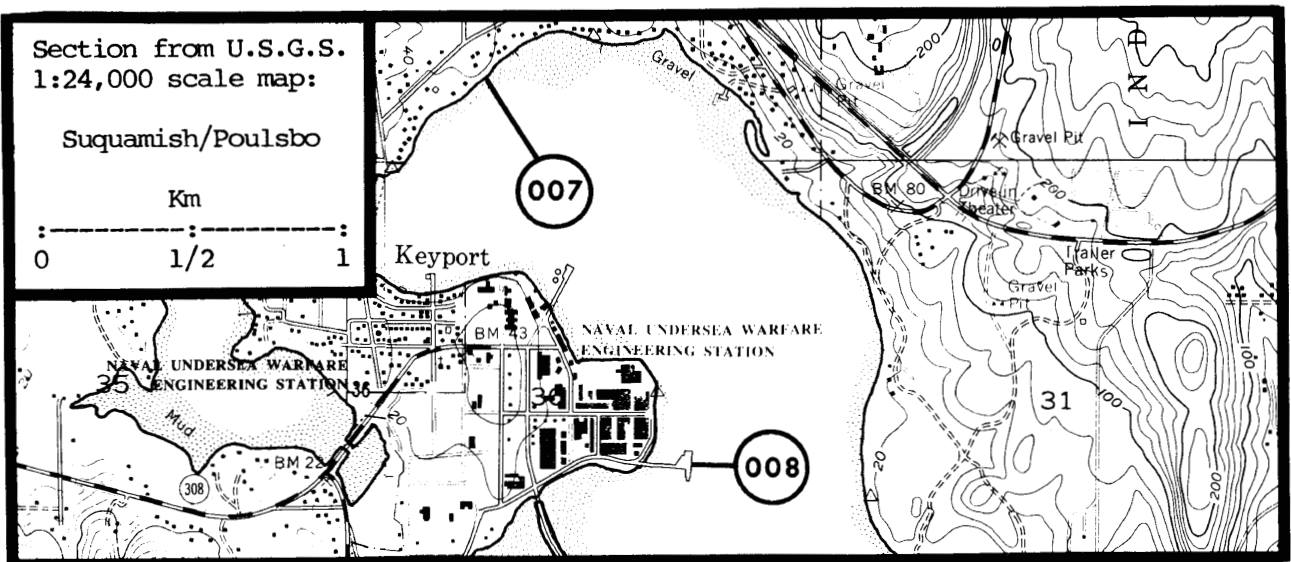 Section from U.S.G.S.
1:24,000 scale map:
Suquamish/Poulsbo
Km
0 1/2 1
40
Gravel
200
Gravel
Pit
D
N
I
Gravel Pit
20
007
BM 80
Drive-in
Theater
200
Keyport
Trailer
Parks
Gravel
Pit
BM 43
NAVAL UNDERSEA WARFARE
ENGINEERING STATION
NAVAL UNDERSEA WARFARE
ENGINEERING STATION
35
36
36
31
100
100
Mud
20
BM 22
308
008
20
200